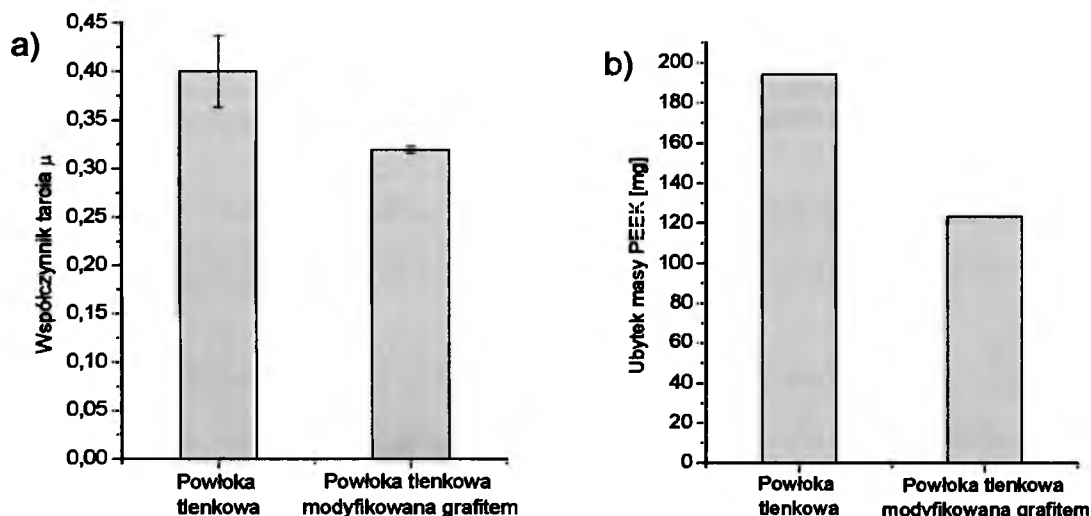 a)
Współczynnik tarcia μ
0,45
0,40
0,35
0,30
0,25
0,20
0,15
0,10
0,05
0,00
Powłoka
tlenkowa
Powłoka tlenkowa
modyfikowana grafitem
b)
Ubytek masy PEEK [mg]
200
180
160
140
120
100
80
60
40
20
0
Powłoka
tlenkowa
Powłoka tlenkowa
modyfikowana grafitem